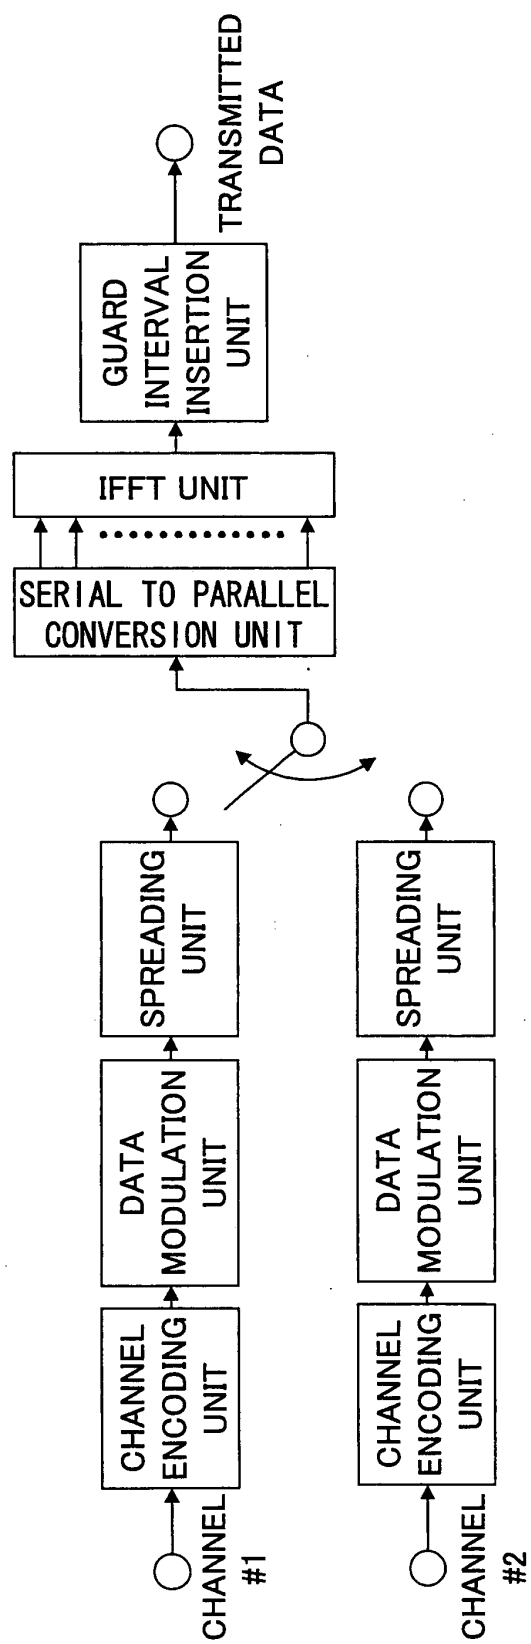 CHANNEL
#1
CHANNEL
ENCODING
UNIT
DATA
MODULATION
UNIT
SPREADING
UNIT
CHANNEL
#2
CHANNEL
ENCODING
UNIT
DATA
MODULATION
UNIT
SPREADING
UNIT
SERIAL TO PARALLEL
CONVERSION UNIT
IFFT UNIT
GUARD
INTERVAL
INSERTION
UNIT
TRANSMITTED
DATA